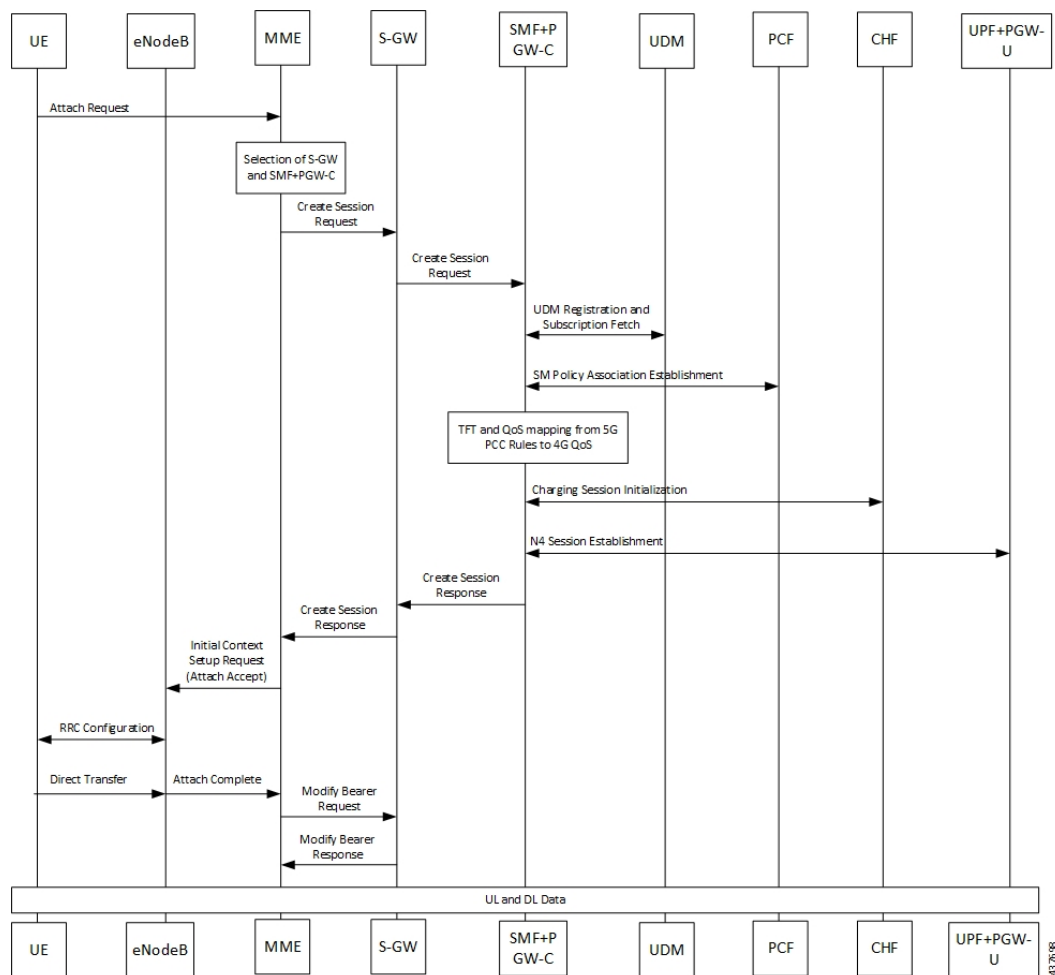 UE
eNodeB
MME
S-GW
SMF+P
GW-C
UDM
PCF
CHF
UPF+PGW-
U
Attach Request
Selection of S-GW
and SMF+PGW-C
Create Session
Request
Create Session
Request
UDM Registration and
Subscription Fetch
SM Policy Association Establishment
TFT and QoS mapping from 5G
PCC Rules to 4G QoS
Charging Session Initialization
N4 Session Establishment
Create Session
Response
Create Session
Response
Initial Context
Setup Request
(Attach Accept)
RRC Configuration
Direct Transfer
Attach Complete
Modify Bearer
Request
Modify Bearer
Response
UL and DL Data
UE
eNodeB
MME
S-GW
SMF+P
GW-C
UDM
PCF
CHF
UPF+PGW-
U
437698